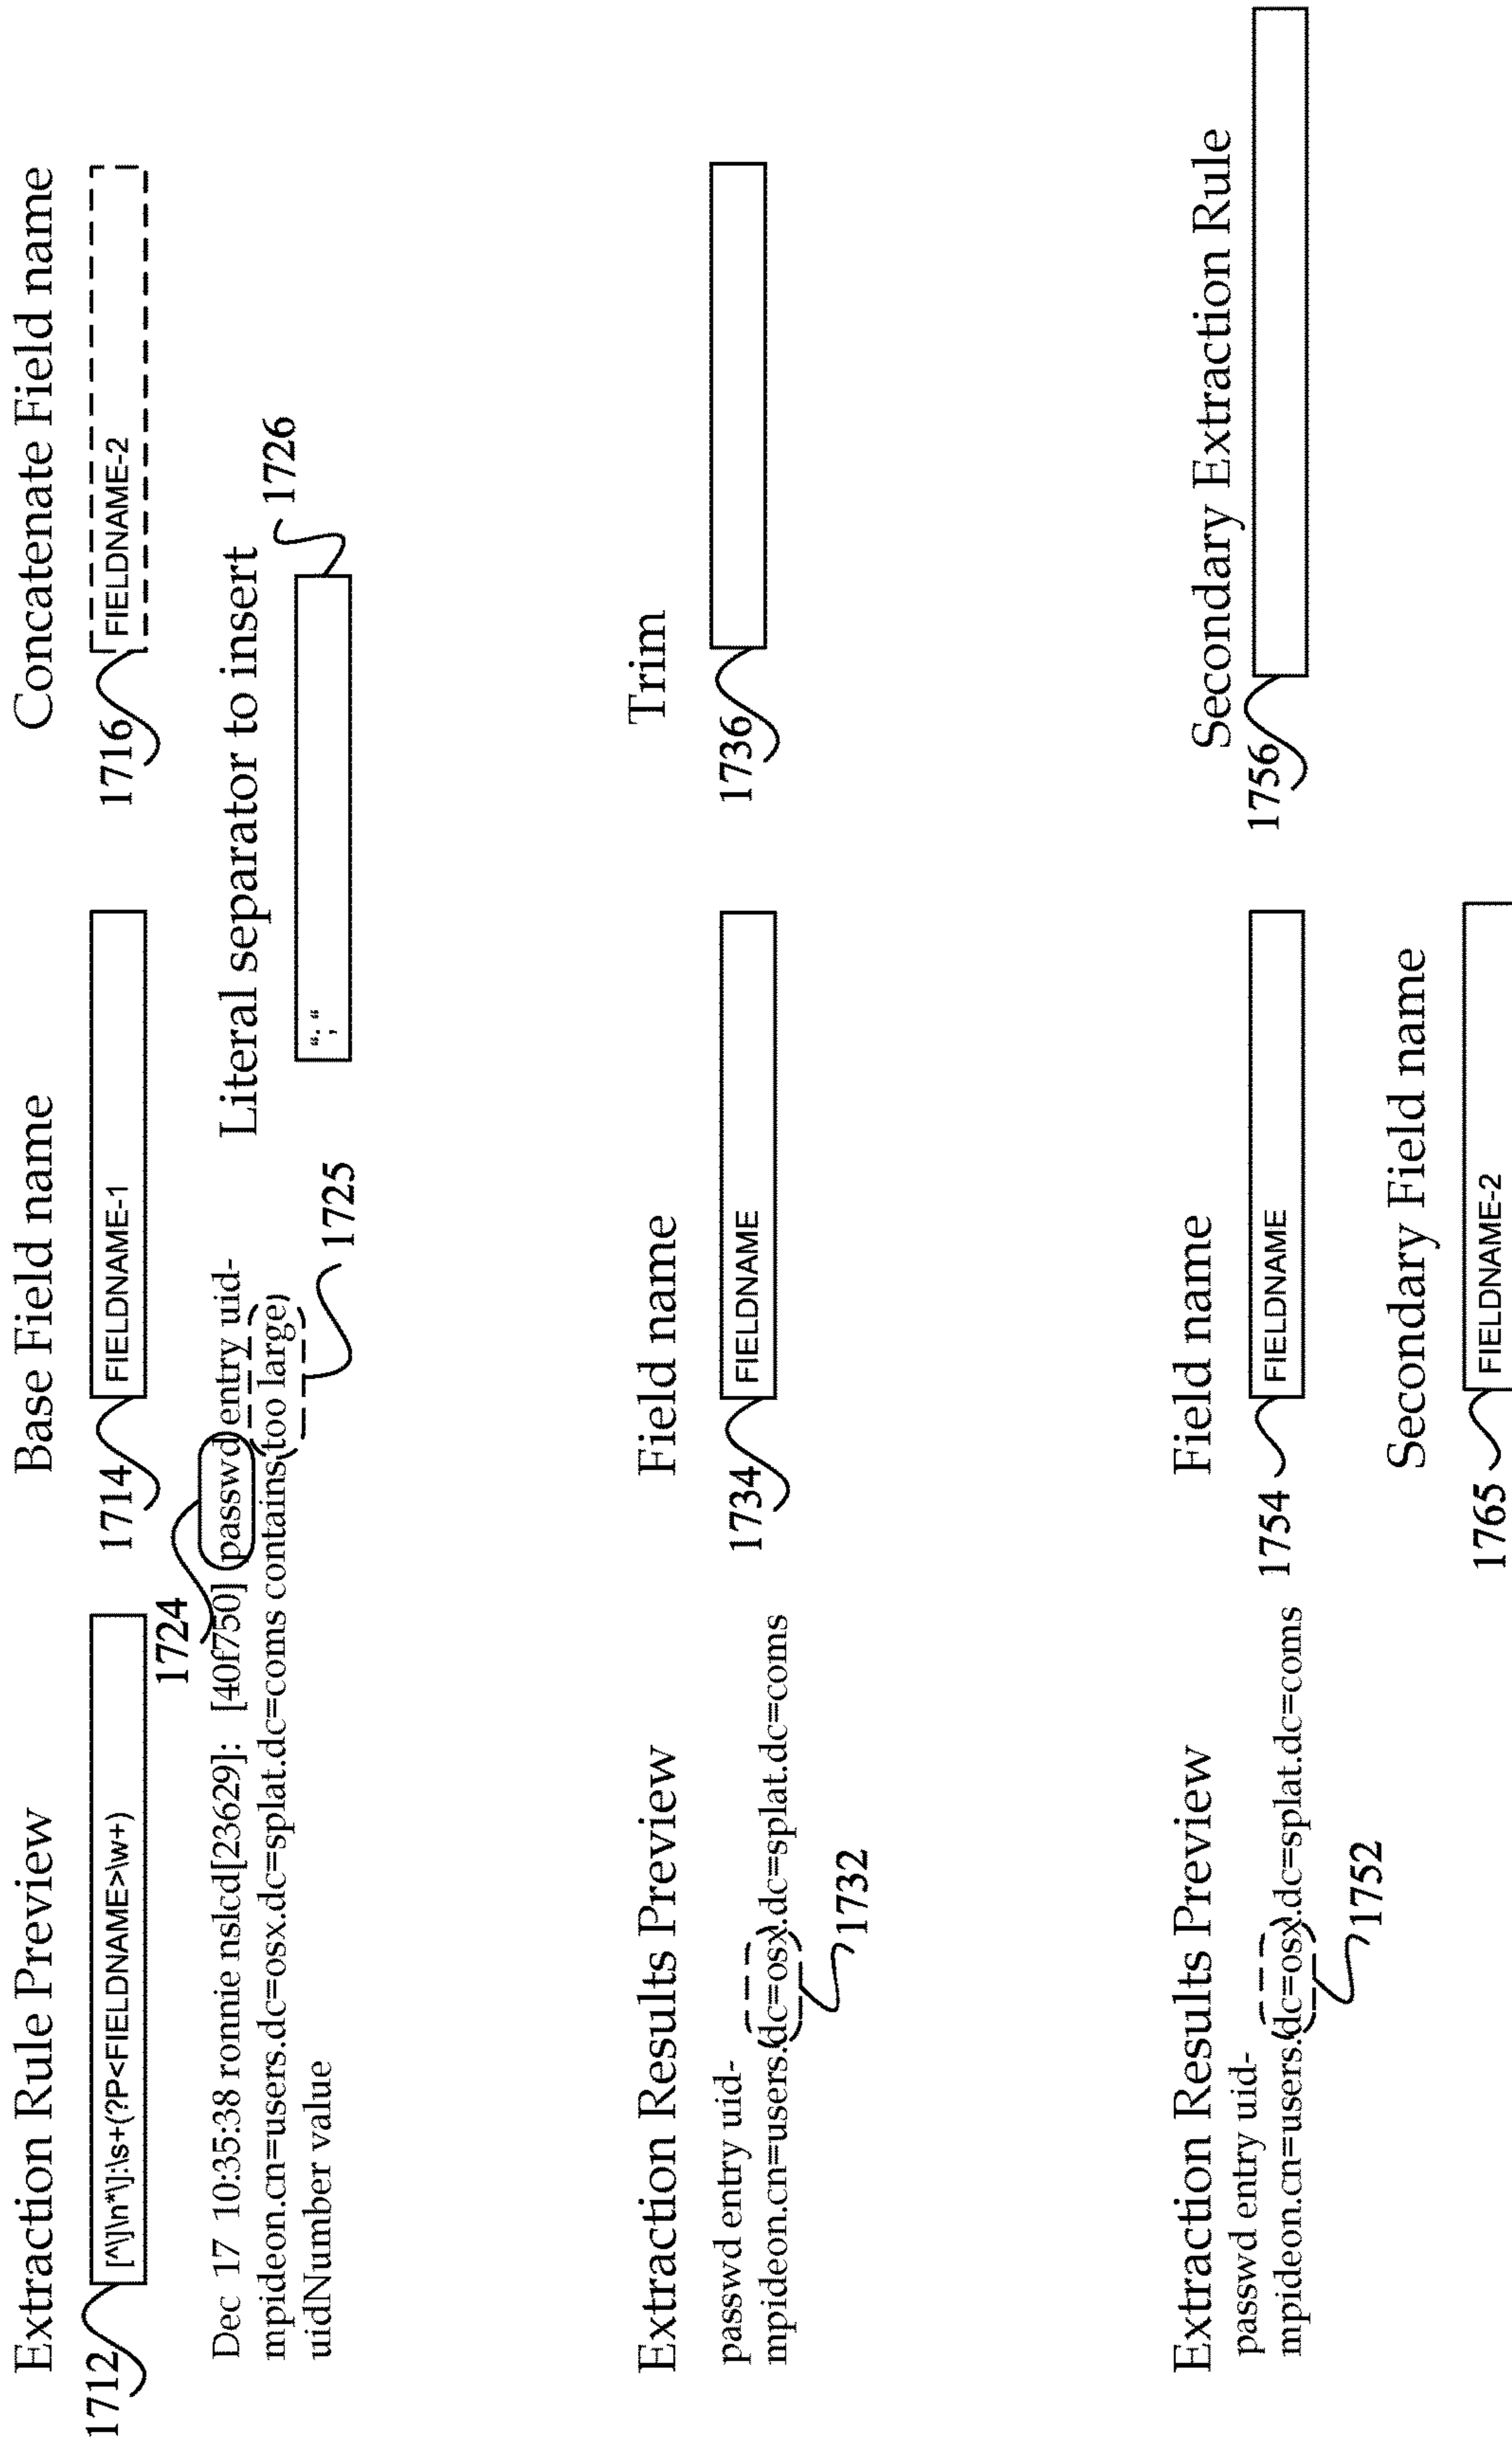 Extraction Rule Preview
Base Field name
Concatenate Field name
1712
[^\]\n*\]:\s+(?P<FIELDNAME>\w+)
1714
FIELDNAME-1
1716
FIELDNAME-2
1724
Dec 17 10:35:38 ronnie nslcd[23629]: [40f750] passwd entry uid-
mpideon.cn=users.dc=osx.dc=splat.dc=coms contains too large
uidNumber value
1725
Literal separator to insert
"; "
1726
Extraction Results Preview
Field name
Trim
passwd entry uid-
mpideon.cn=users.dc=osx.dc=splat.dc=coms
1732
1734
FIELDNAME
1736
Extraction Results Preview
Field name
Secondary Extraction Rule
passwd entry uid-
mpideon.cn=users.dc=osx.dc=splat.dc=coms
1752
1754
FIELDNAME
1756
Secondary Field name
1765
FIELDNAME-2